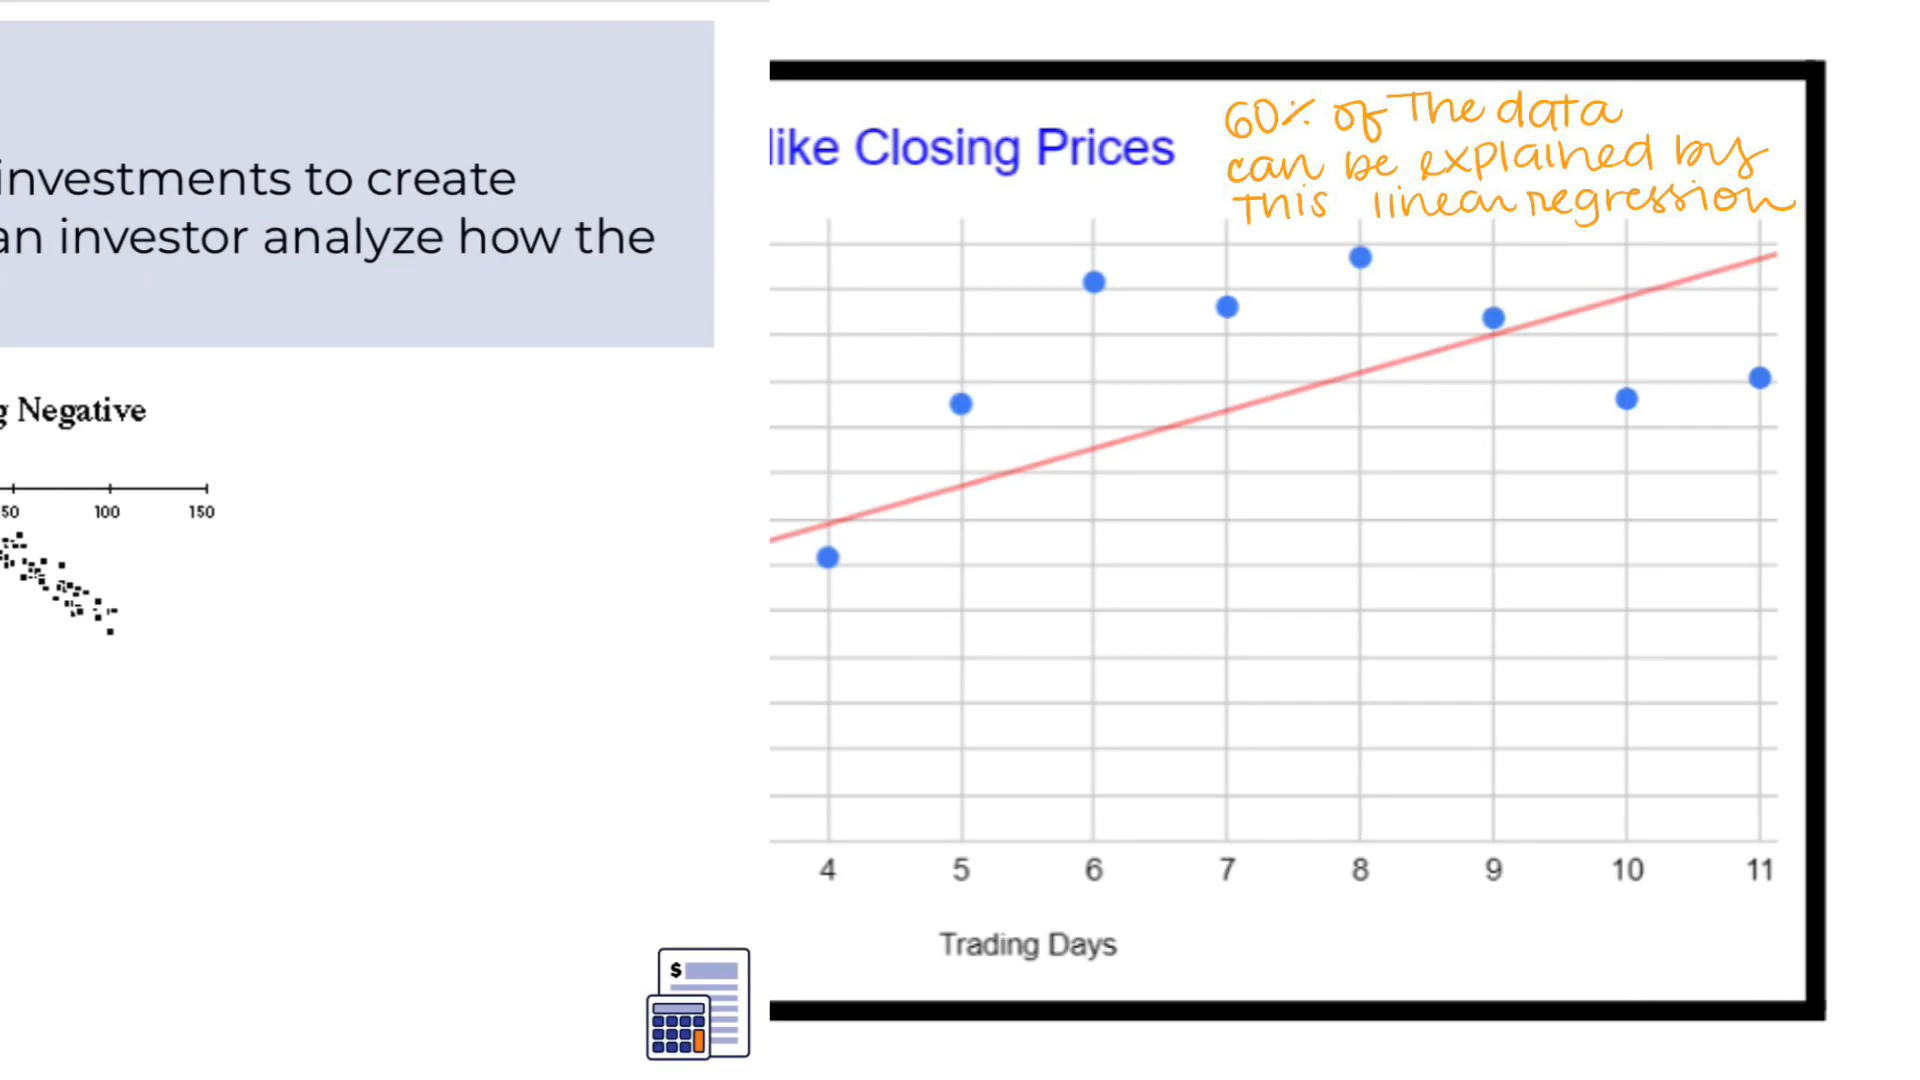 investments to create
an investor analyze how the
g Negative
50 100 150
$
like Closing Prices
60% of the data
can be explained by
this linear regression
4 5 6 7 8 9 10 11
Trading Days